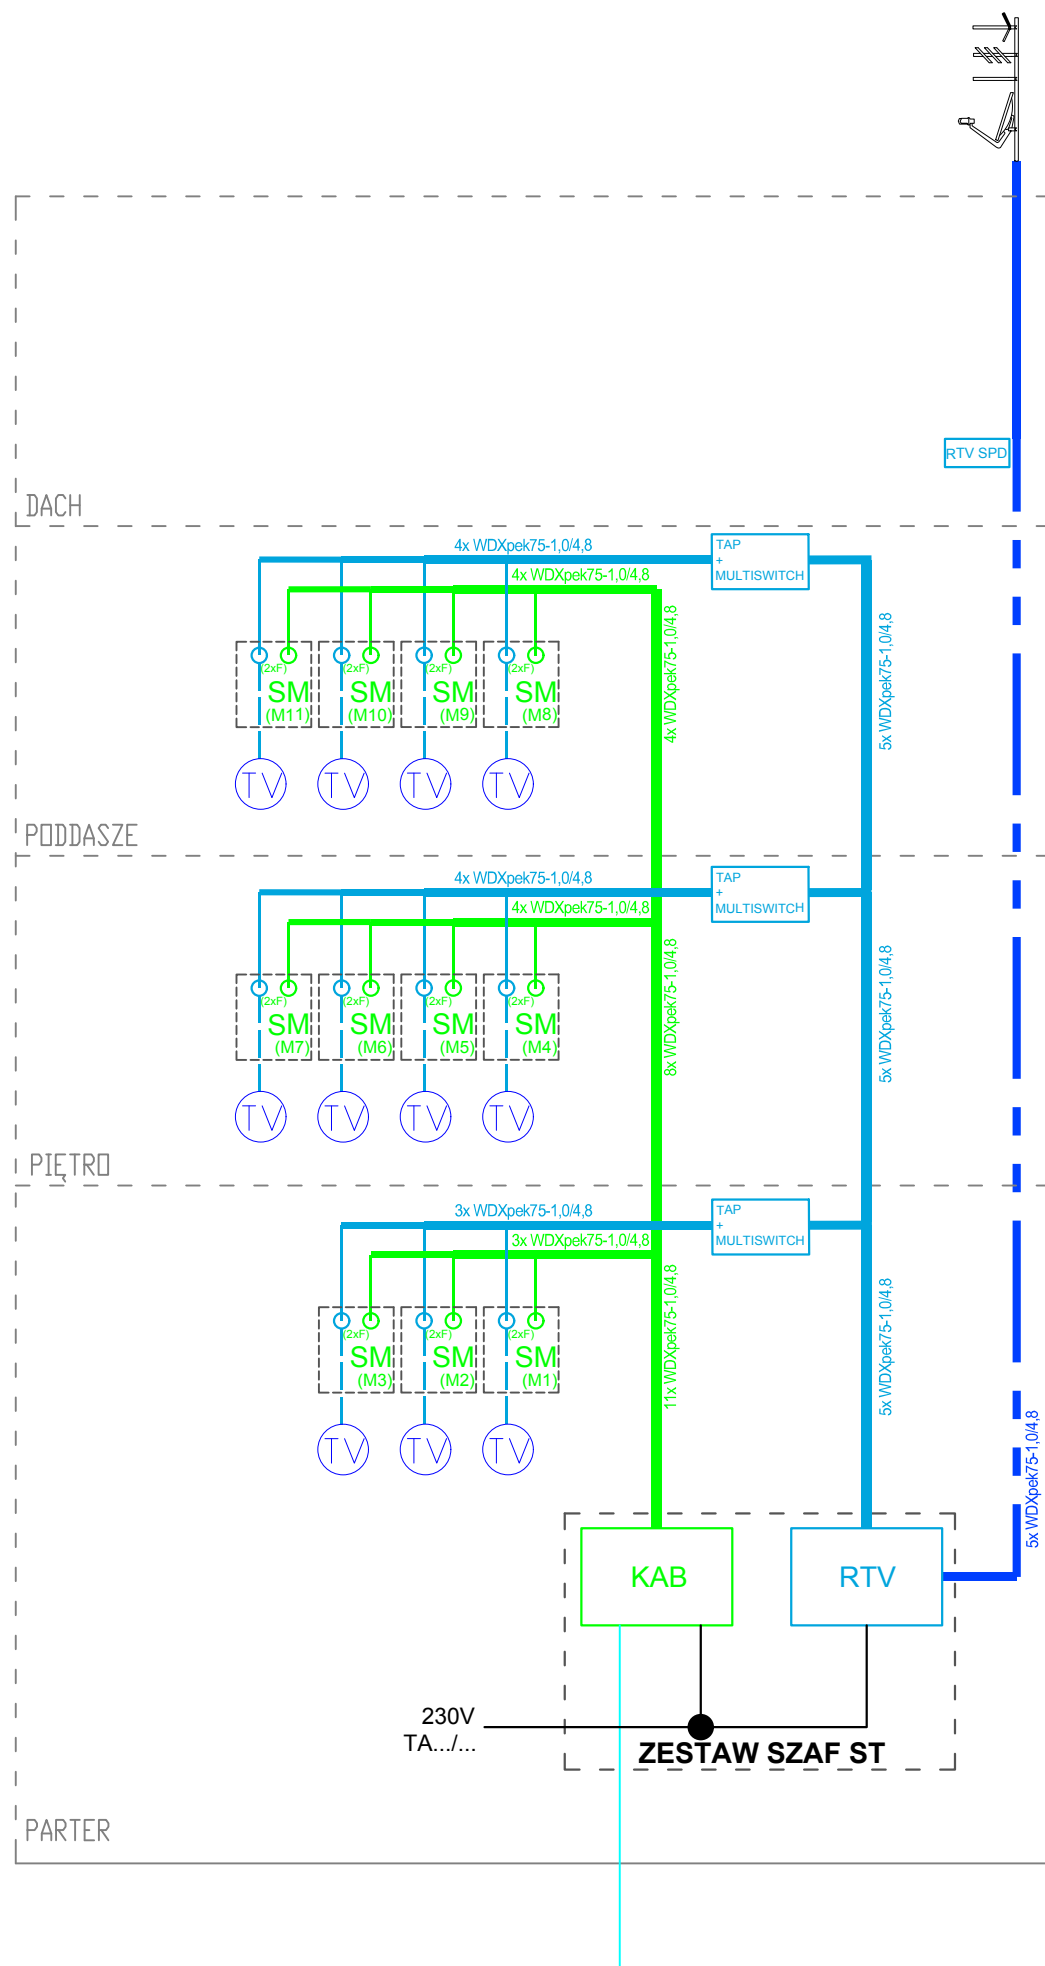 RTV SPD
DACH
4x WDXpek75-1,0/4,8
TAP
+
MULTISWITCH
4x WDXpek75-1,0/4,8
4x WDXpek75-1,0/4,8
5x WDXpek75-1,0/4,8
(2xF)
SM
(M11)
(2xF)
SM
(M10)
(2xF)
SM
(M9)
(2xF)
SM
(M8)
TV
TV
TV
TV
PODDASZE
4x WDXpek75-1,0/4,8
TAP
+
MULTISWITCH
4x WDXpek75-1,0/4,8
8x WDXpek75-1,0/4,8
5x WDXpek75-1,0/4,8
(2xF)
SM
(M7)
(2xF)
SM
(M6)
(2xF)
SM
(M5)
(2xF)
SM
(M4)
TV
TV
TV
TV
PIĘTRO
3x WDXpek75-1,0/4,8
TAP
+
MULTISWITCH
3x WDXpek75-1,0/4,8
11x WDXpek75-1,0/4,8
5x WDXpek75-1,0/4,8
(2xF)
SM
(M3)
(2xF)
SM
(M2)
(2xF)
SM
(M1)
TV
TV
TV
5x WDXpek75-1,0/4,8
KAB
RTV
230V
TA.../...
ZESTAW SZAF ST
PARTER